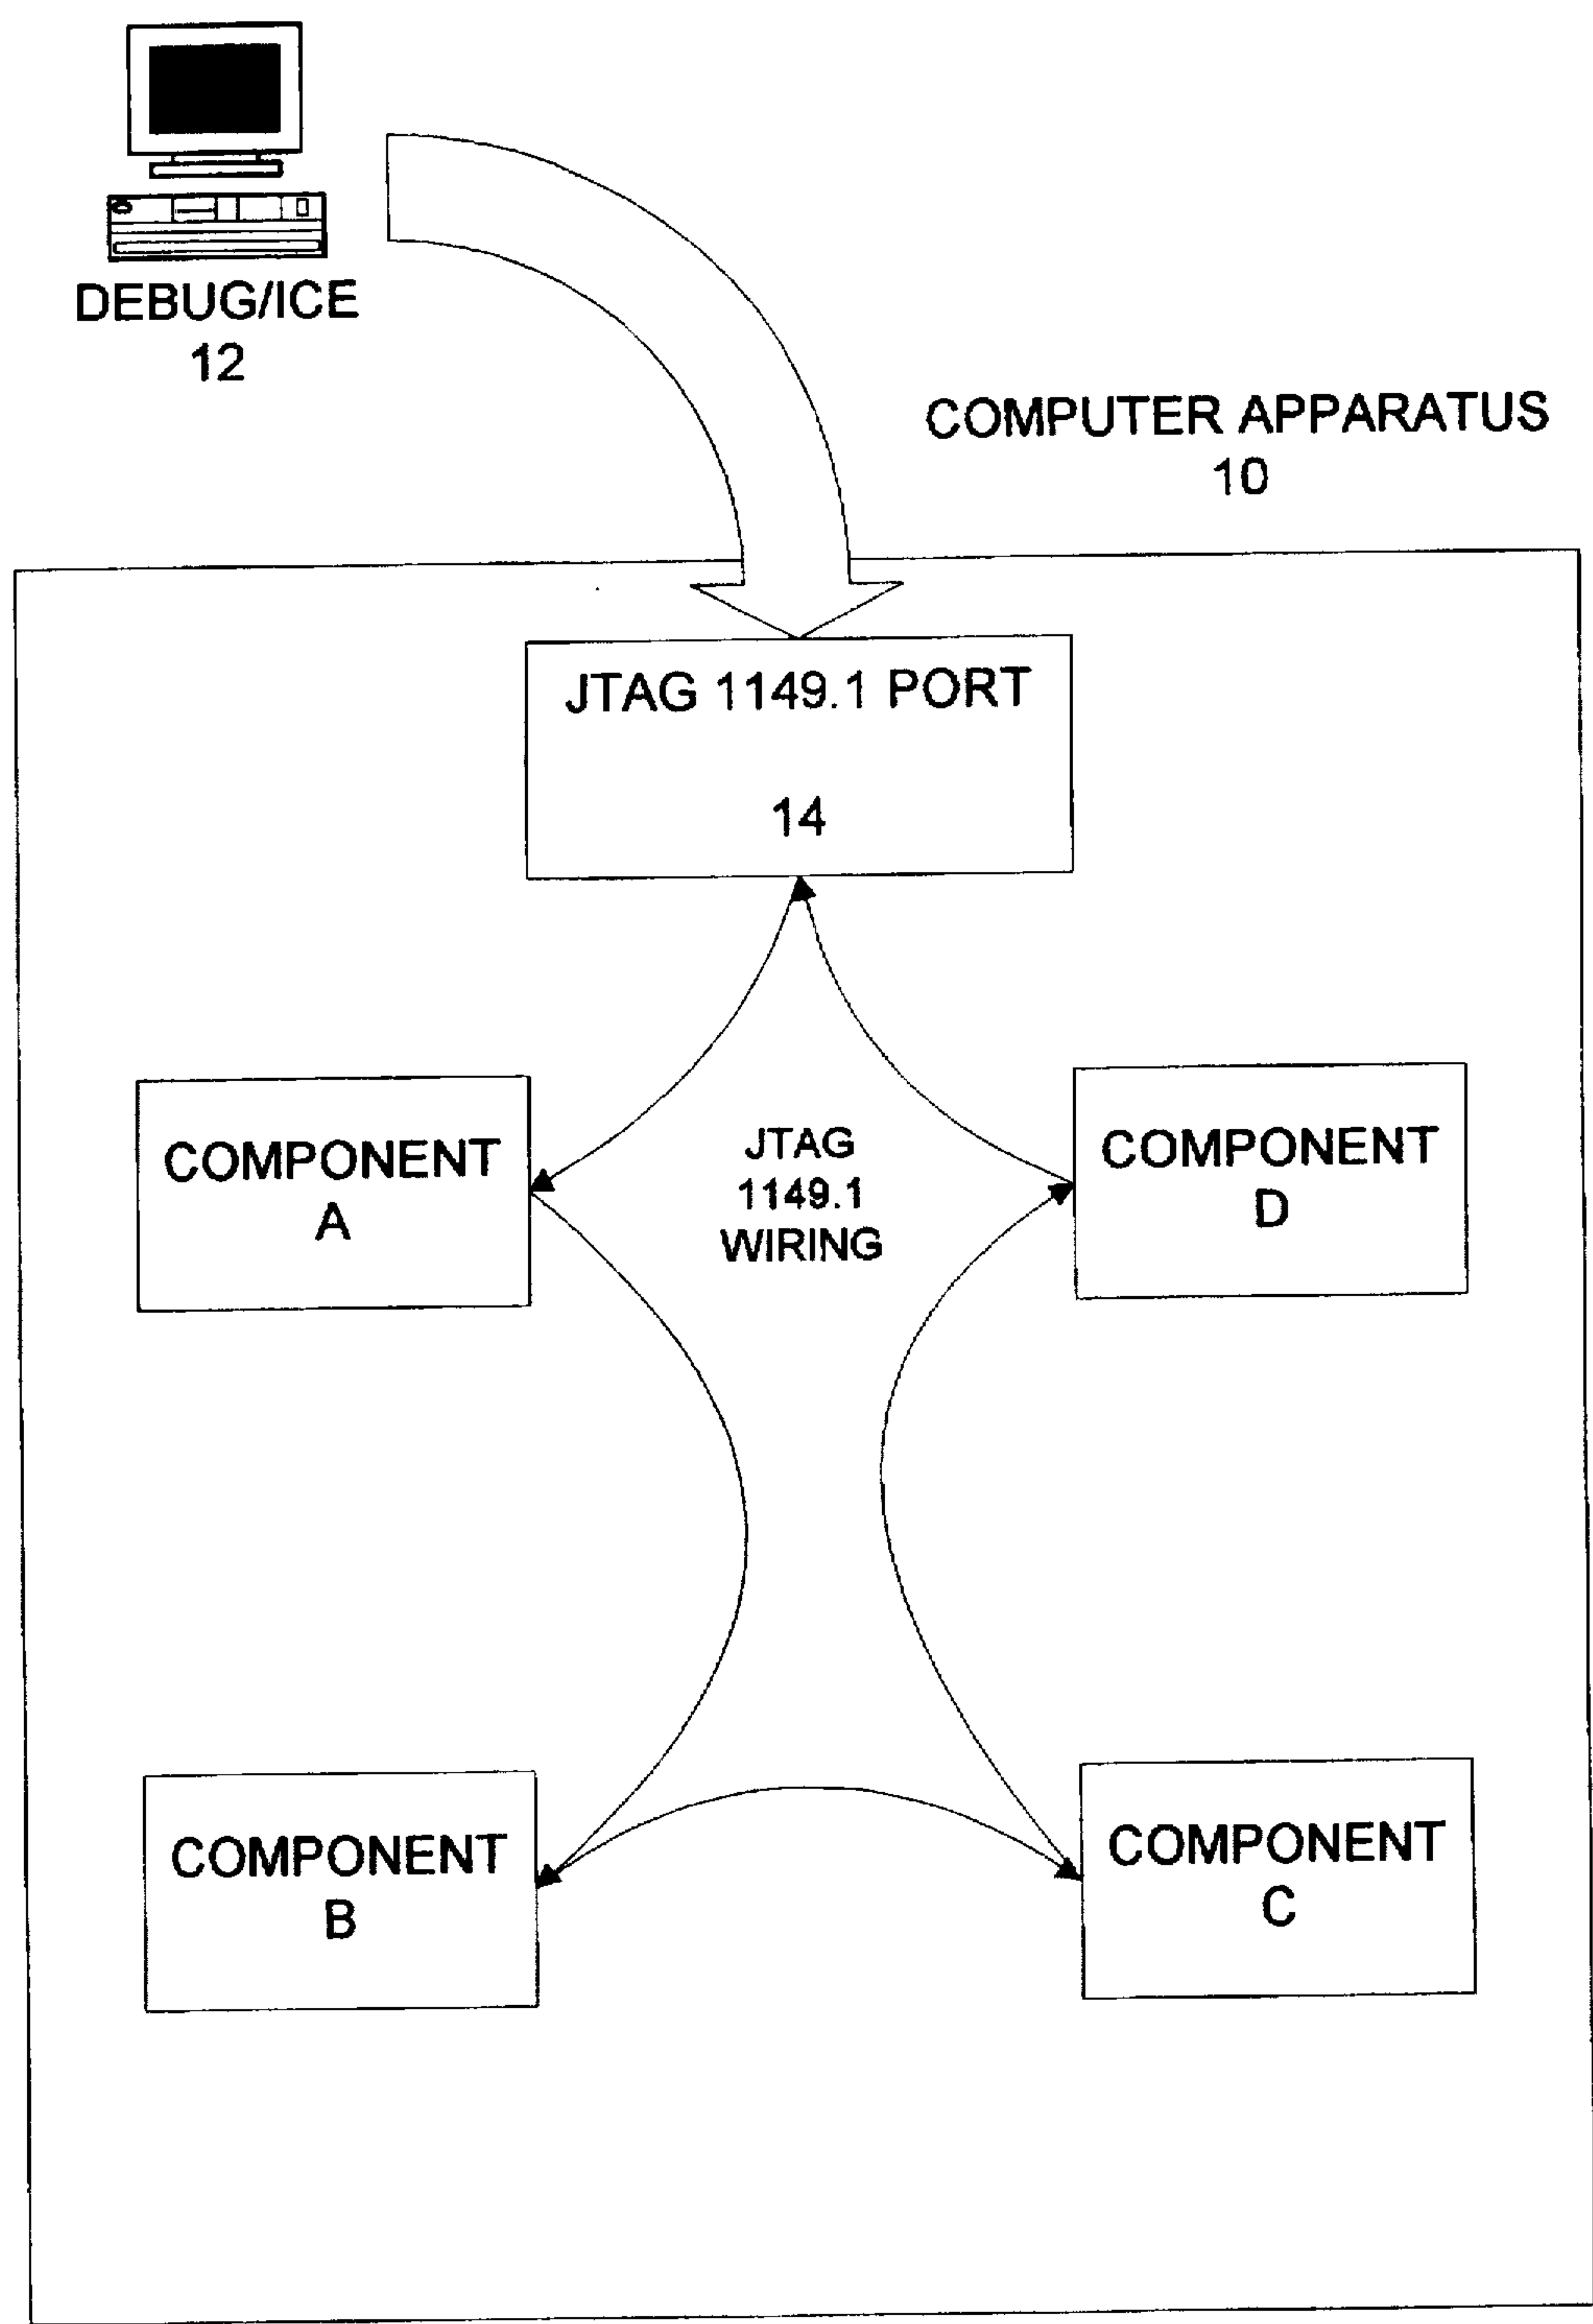 DEBUG/ICE
12
COMPUTER APPARATUS
10
JTAG 1149.1 PORT
14
COMPONENT
A
JTAG
1149.1
WIRING
COMPONENT
D
COMPONENT
B
COMPONENT
C